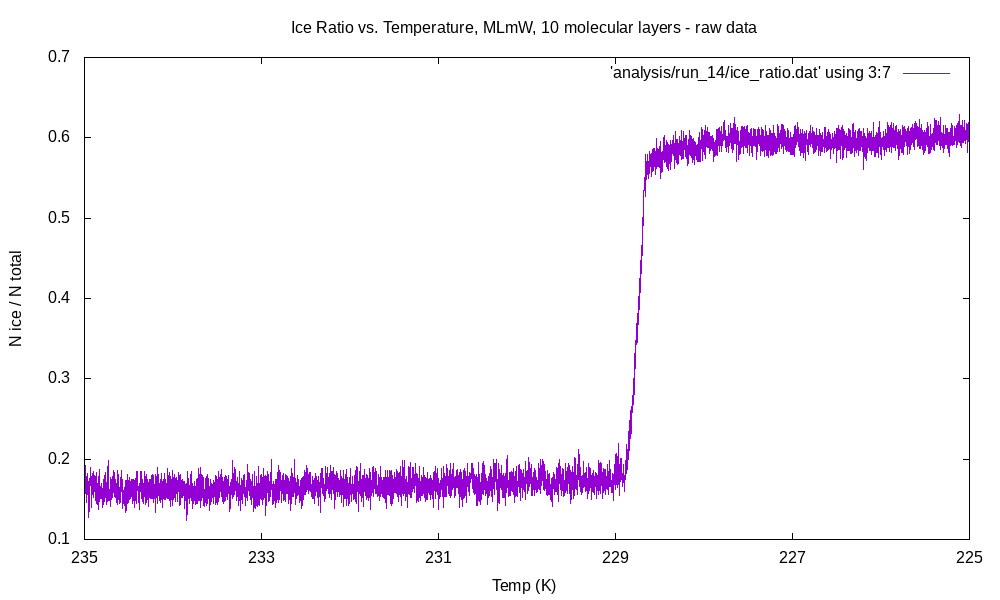 Ice Ratio vs. Temperature, MLmW, 10 molecular layers - raw data
'analysis/run_14/ice_ratio.dat' using 3:7
N ice / N total
0.7
0.6
0.5
0.4
0.3
0.2
0.1
235 233 231 229 227 225
Temp (K)